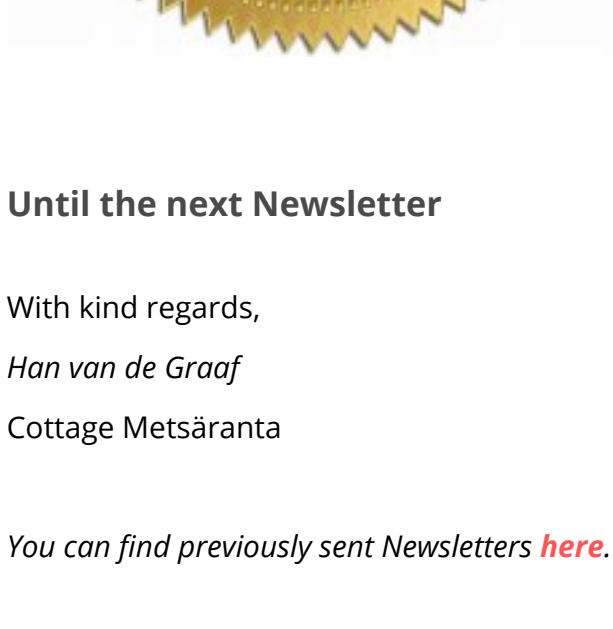 Until the next Newsletter
With kind regards,
Han van de Graaf
Cottage Metsäranta
You can find previously sent Newsletters here.